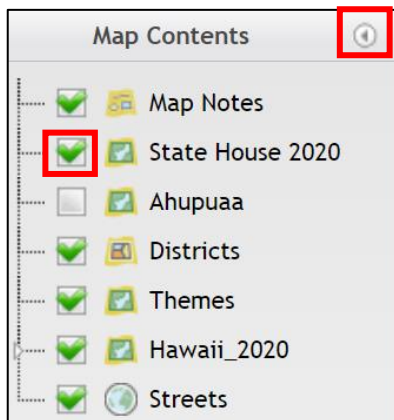 Map Contents
Map Notes
State House 2020
Ahupuaa
Districts
Themes
Hawaii_2020
Streets